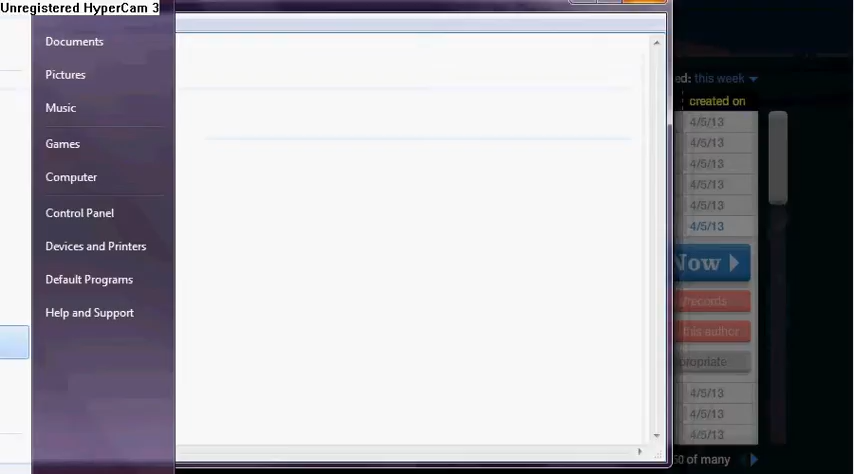 Unregistered HyperCam 3
Documents
Pictures
Music
Games
Computer
Control Panel
Devices and Printers
Default Programs
Help and Support
ed: this week
created on
4/5/13
4/5/13
4/5/13
4/5/13
4/5/13
4/5/13
Now
/records
this author
propriate
4/5/13
4/5/13
4/5/13
50 of many